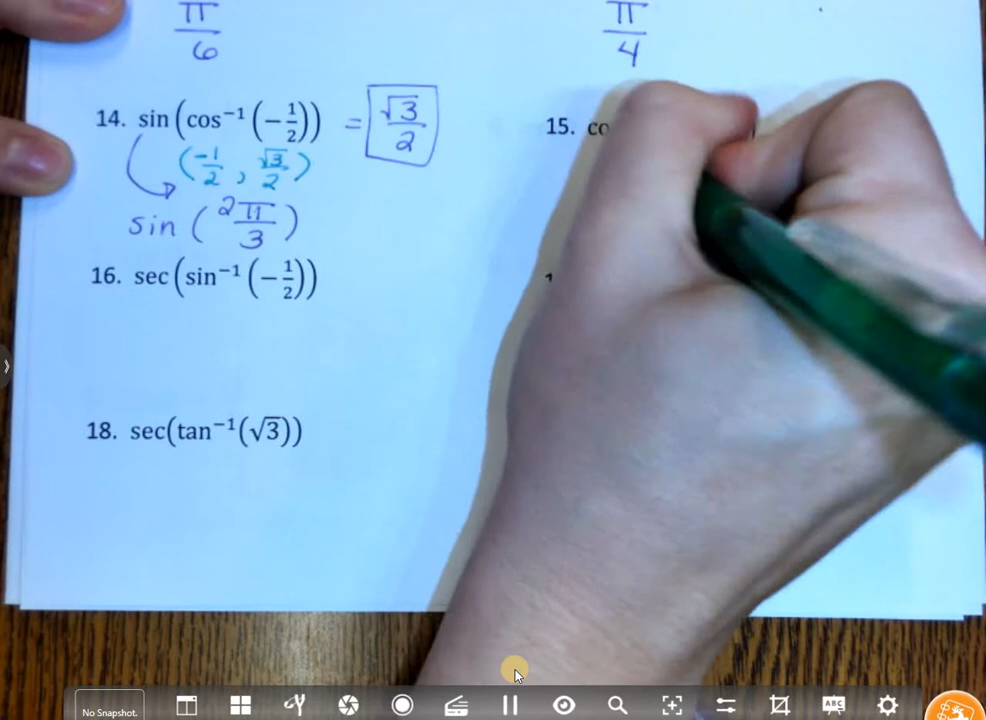 π/6
π/4
14. sin(cos⁻¹(-1/2)) = √3/2
(-1/2, √3/2)
sin (2π/3)
15. co
16. sec(sin⁻¹(-1/2))
18. sec(tan⁻¹(√3))
No Snapshot.
ABC